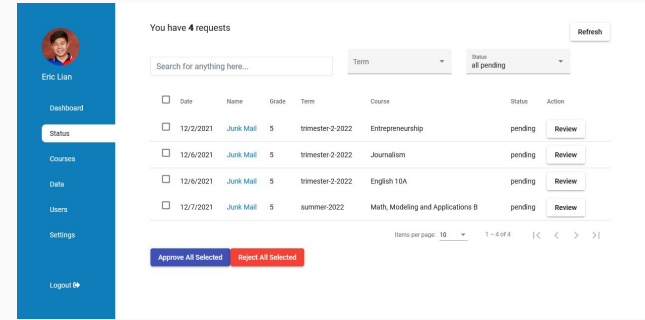 You have 4 requests
Refresh
Search for anything here...
Term
Status
all pending
Eric Lian
Dashboard
Status
Courses
Data
Users
Settings
Logout
Date Name Grade Term Course Status Action
12/2/2021 Junk Mail 5 trimester-2-2022 Entrepreneurship pending Review
12/6/2021 Junk Mail 5 trimester-2-2022 Journalism pending Review
12/6/2021 Junk Mail 5 trimester-2-2022 English 10A pending Review
12/7/2021 Junk Mail 5 summer-2022 Math, Modeling and Applications B pending Review
Items per page: 10 1 – 4 of 4
Approve All Selected Reject All Selected